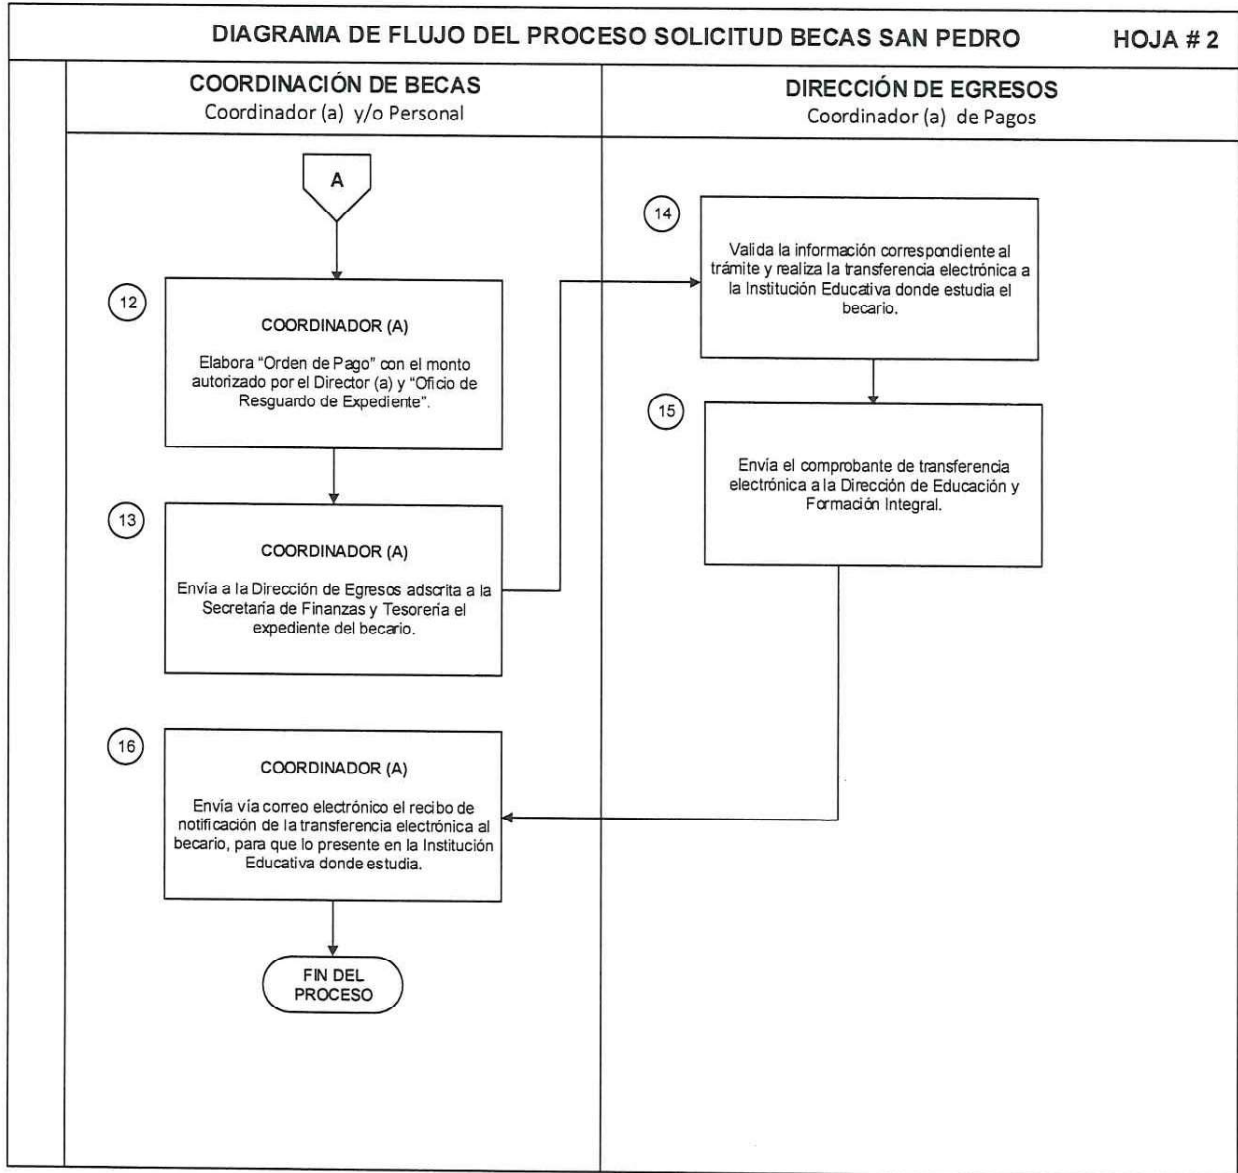 DIAGRAMA DE FLUJO DEL PROCESO SOLICITUD BECAS SAN PEDRO HOJA # 2
COORDINACIÓN DE BECAS
Coordinador (a) y/o Personal
DIRECCIÓN DE EGRESOS
Coordinador (a) de Pagos
A
12
COORDINADOR (A)
Elabora “Orden de Pago” con el monto
autorizado por el Director (a) y “Oficio de
Resguardo de Expediente”.
13
COORDINADOR (A)
Envía a la Dirección de Egresos adscrita a la
Secretaría de Finanzas y Tesorería el
expediente del becario.
14
Valida la información correspondiente al
trámite y realiza la transferencia electrónica a
la Institución Educativa donde estudia el
becario.
15
Envía el comprobante de transferencia
electrónica a la Dirección de Educación y
Formación Integral.
16
COORDINADOR (A)
Envía vía correo electrónico el recibo de
notificación de la transferencia electrónica al
becario, para que lo presente en la Institución
Educativa donde estudia.
FIN DEL
PROCESO